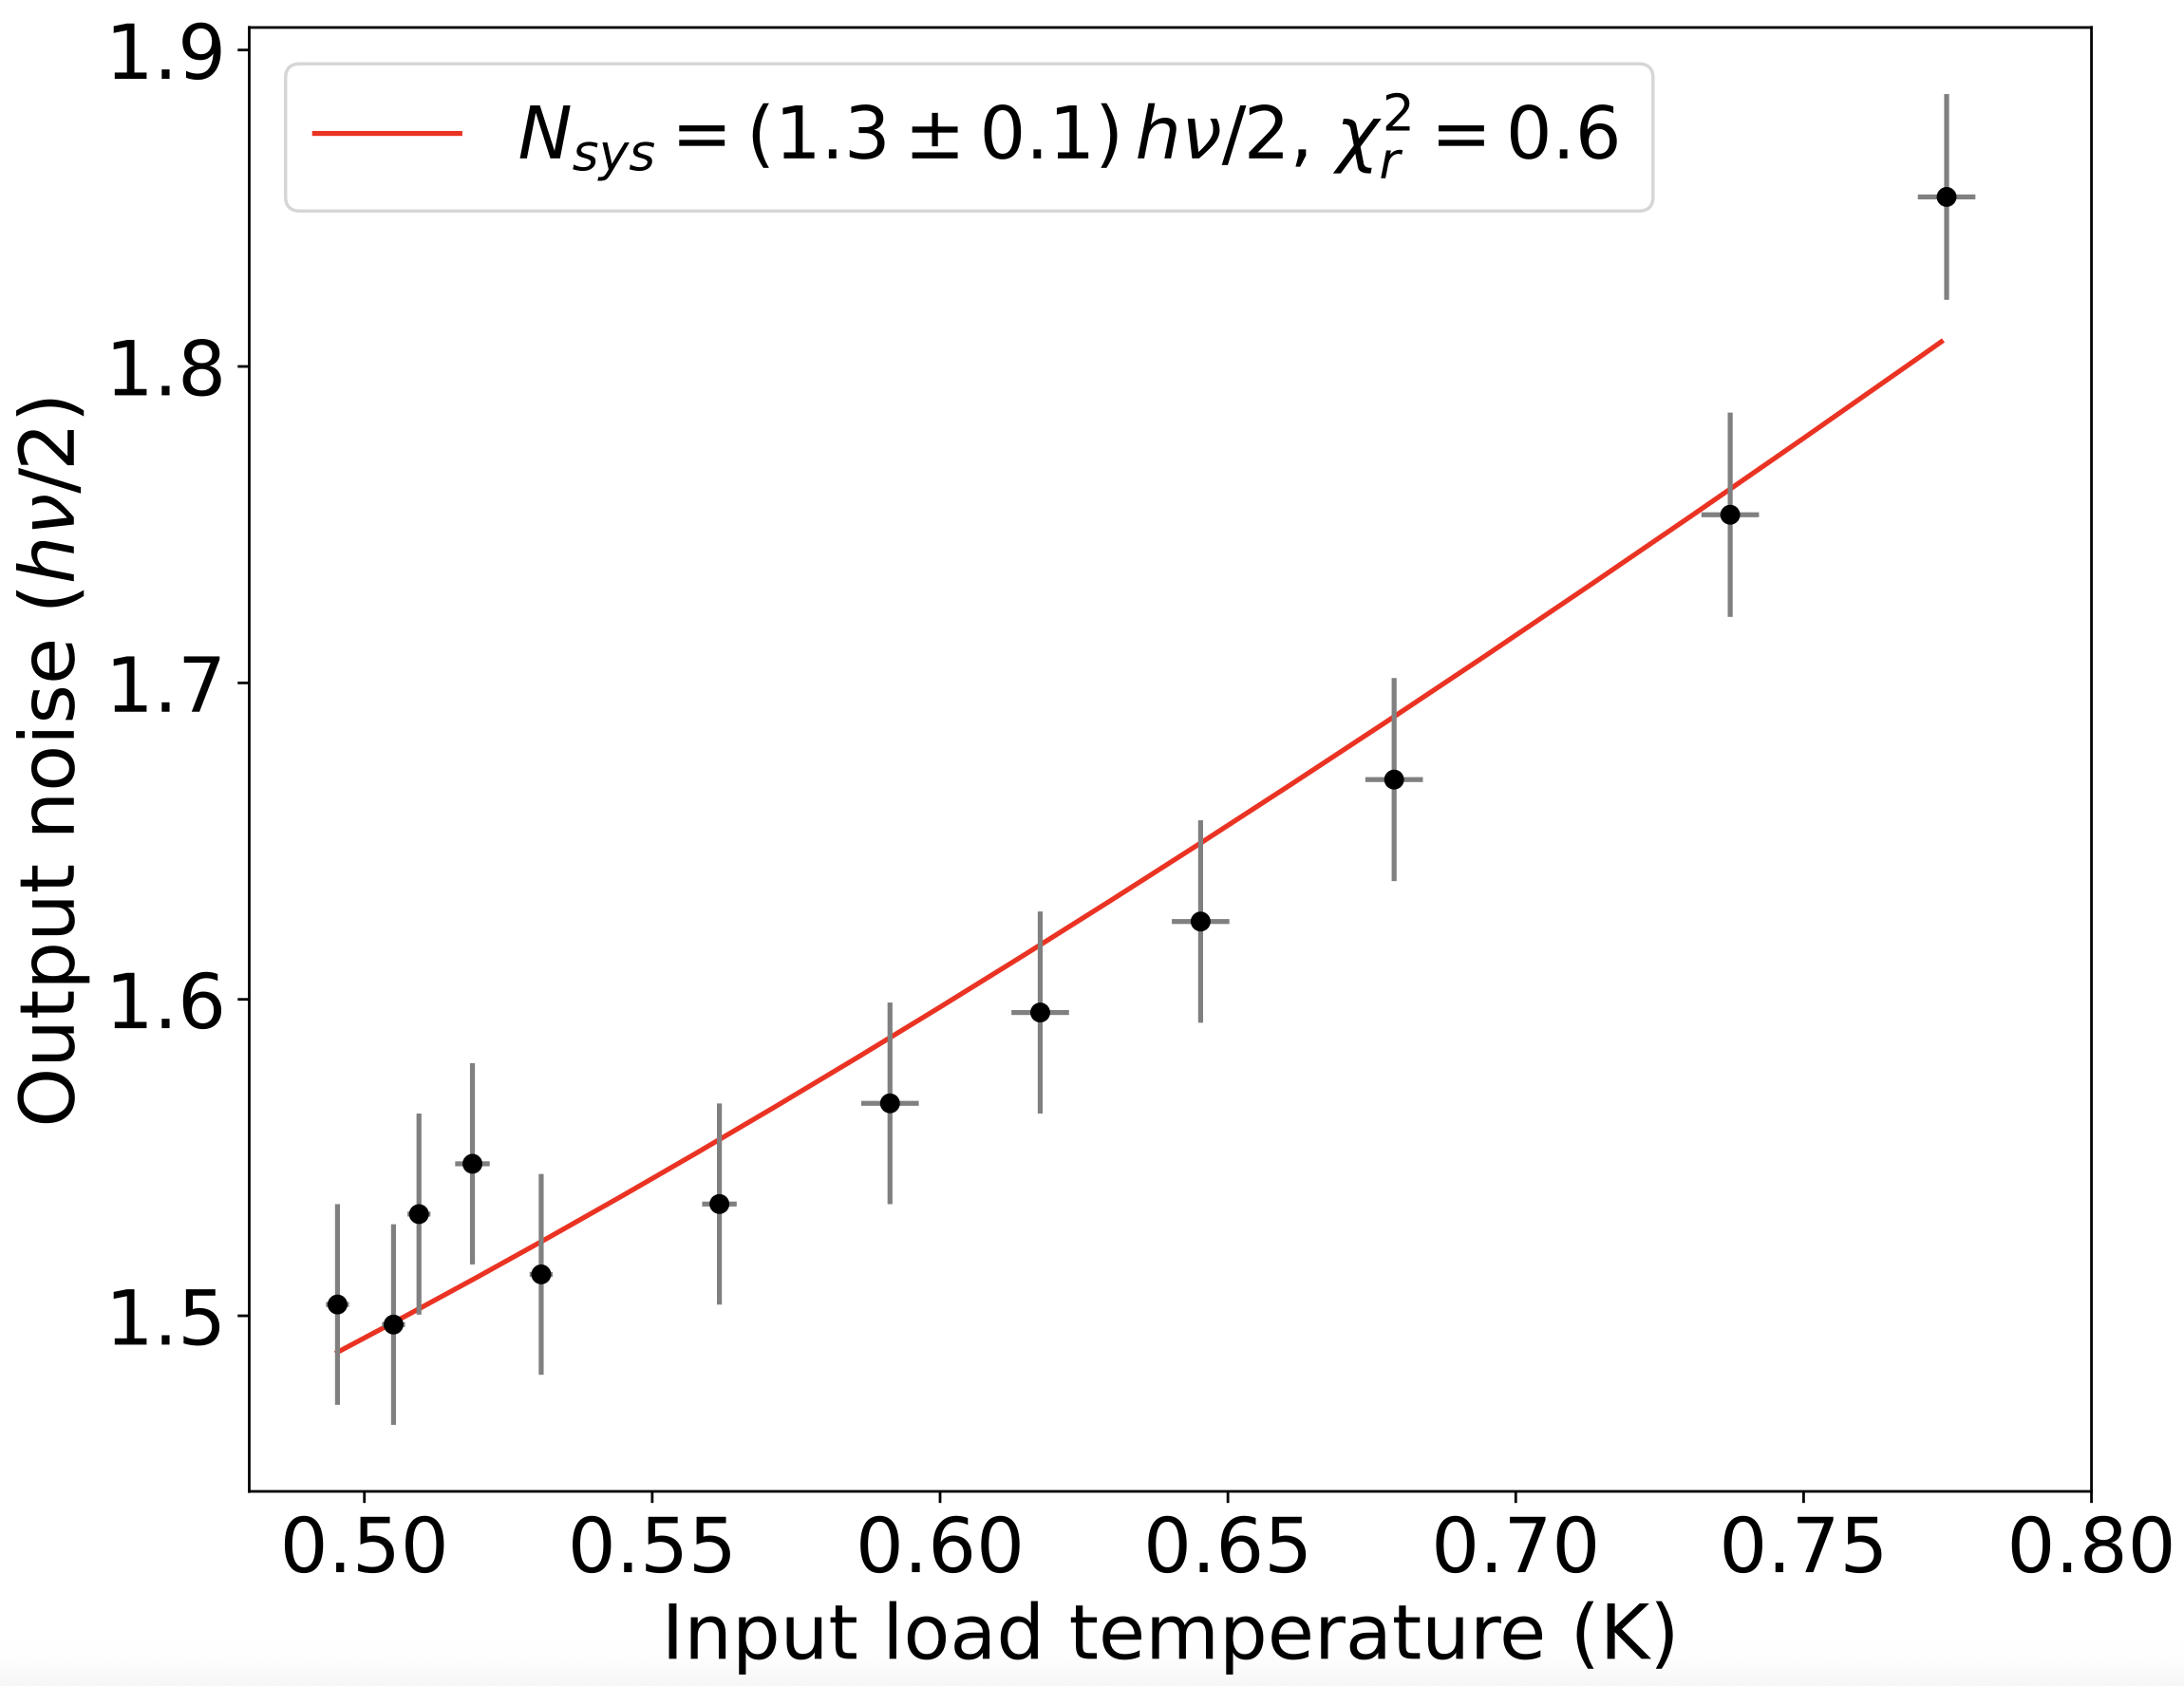 1.9
N_sys = (1.3 ± 0.1) hν/2, χ_r^2 = 0.6
1.8
1.7
1.6
1.5
Output noise (hν/2)
0.50 0.55 0.60 0.65 0.70 0.75 0.80
Input load temperature (K)